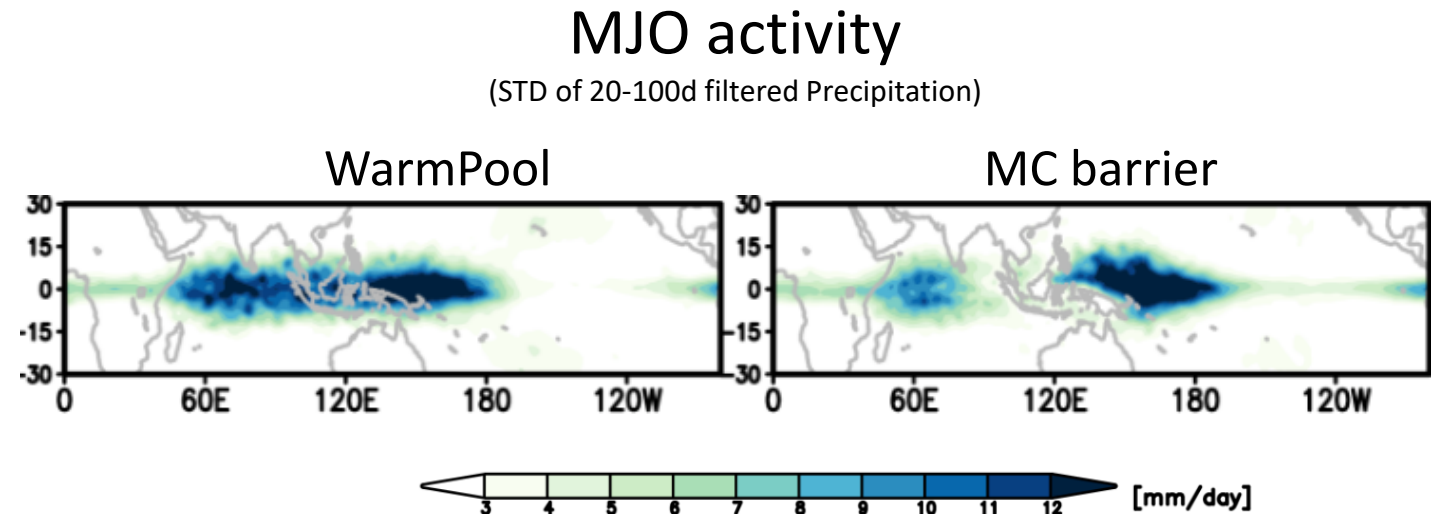 MJO activity
(STD of 20-100d filtered Precipitation)
WarmPool
MC barrier
30
15
0
-15
-30
0 60E 120E 180 120W
30
15
0
-15
-30
0 60E 120E 180 120W
3 4 5 6 7 8 9 10 11 12
[mm/day]